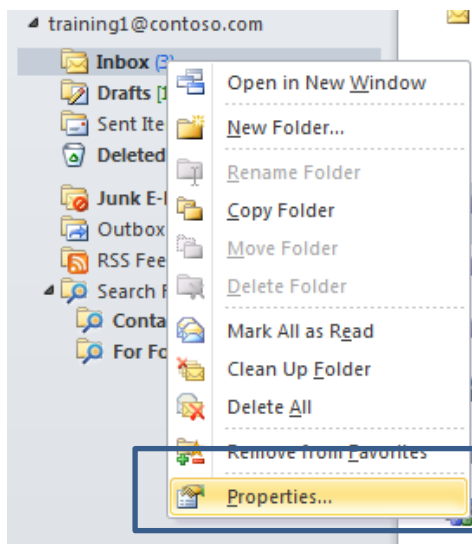 training1@contoso.com
Inbox (3)
Drafts [1
Sent Ite
Deleted
Junk E-
Outbox
RSS Fee
Search F
Conta
For Fo
Open in New Window
New Folder...
Rename Folder
Copy Folder
Move Folder
Delete Folder
Mark All as Read
Clean Up Folder
Delete All
Remove from Favorites
Properties...